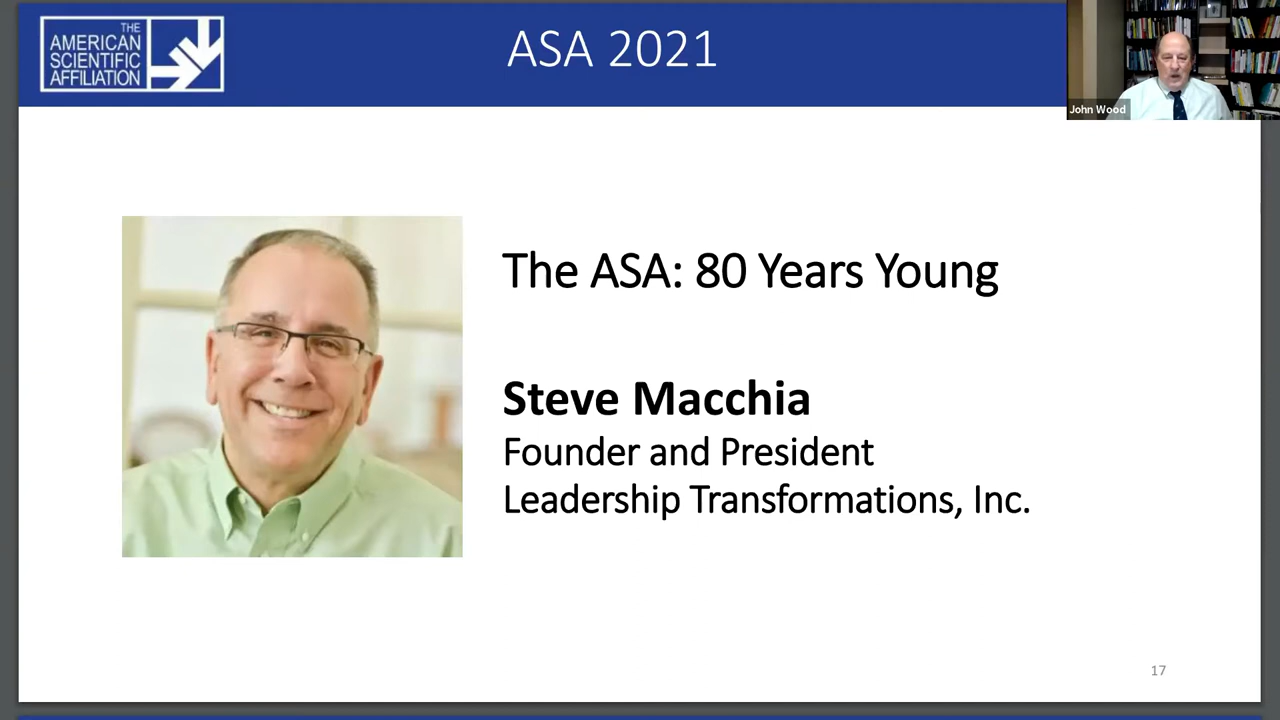 THE
AMERICAN
SCIENTIFIC
AFFILIATION
ASA 2021
John Wood
The ASA: 80 Years Young
Steve Macchia
Founder and President
Leadership Transformations, Inc.
17